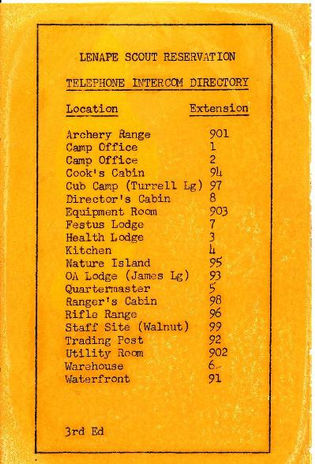 LENAPE SCOUT RESERVATION
TELEPHONE INTERCOM DIRECTORY
Location Extension
Archery Range 901
Camp Office 1
Camp Office 2
Cook's Cabin 94
Cub Camp (Turrell Lg) 97
Director's Cabin 8
Equipment Room 903
Festus Lodge 7
Health Lodge 3
Kitchen 4
Nature Island 95
OA Lodge (James Lg) 93
Quartermaster 5
Ranger's Cabin 98
Rifle Range 96
Staff Site (Walnut) 99
Trading Post 92
Utility Room 902
Warehouse 6
Waterfront 91
3rd Ed